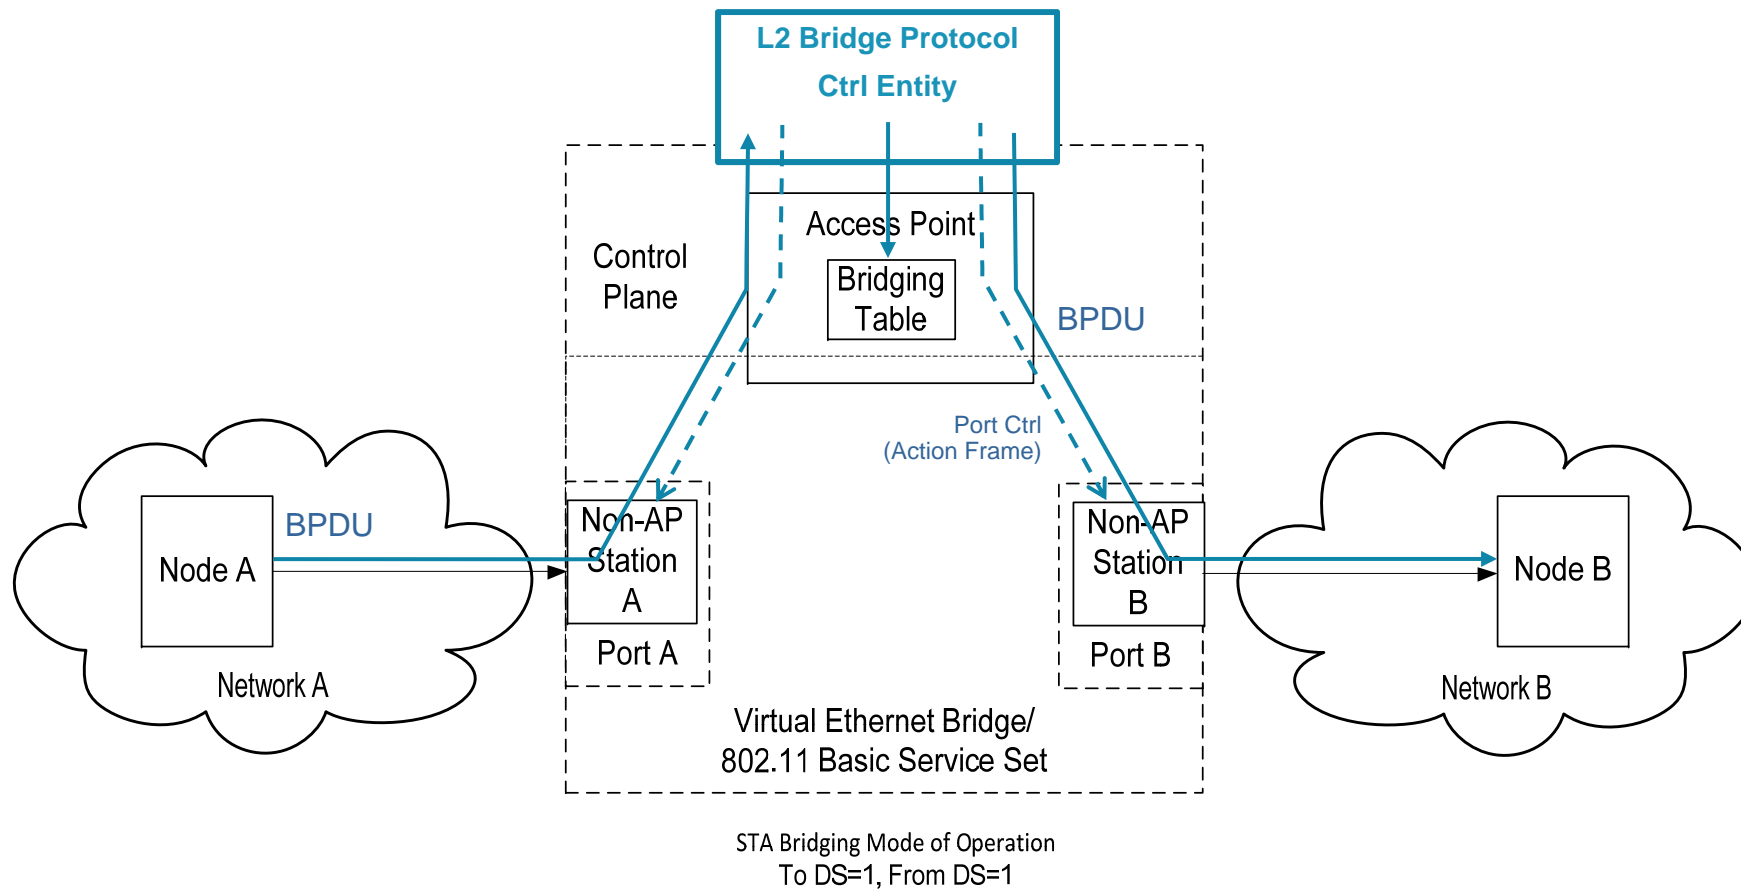 L2 Bridge Protocol
Ctrl Entity
Access Point
Control
Plane
Bridging
Table
BPDU
Port Ctrl
(Action Frame)
BPDU
Node A
Non-AP
Station
A
Port A
Network A
Non-AP
Station
B
Port B
Node B
Network B
Virtual Ethernet Bridge/
802.11 Basic Service Set
STA Bridging Mode of Operation
To DS=1, From DS=1